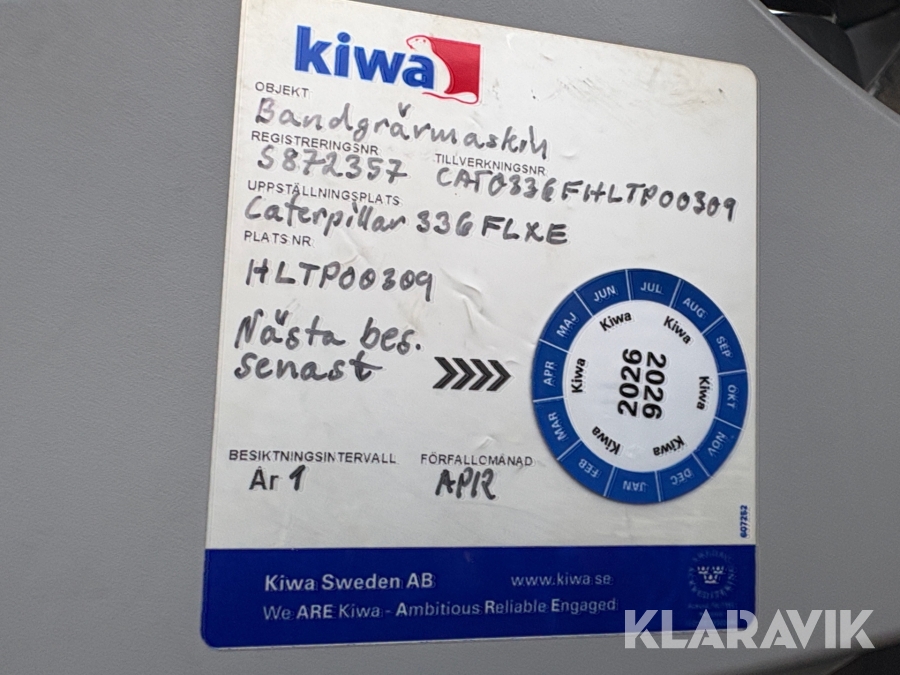 kiwa
OBJEKT
Bandgrävmaskin
REGISTRERINGSNR. TILLVERKNINGSNR.
S872357 CAT0336FHLTP00309
UPPSTÄLLNINGSPLATS
Caterpillar 336 FLXE
PLATS NR.
HLTP00309
Nästa bes.
senast
JAN FEB MAR APR MAJ JUN JUL AUG SEP OKT NOV DEC
Kiwa Kiwa Kiwa Kiwa Kiwa Kiwa
2026
2026
BESIKTNINGSINTERVALL FÖRFALLOMÅNAD
År 1 APR
607252
Kiwa Sweden AB www.kiwa.se
We ARE Kiwa - Ambitious Reliable Engaged
KLARAVIK